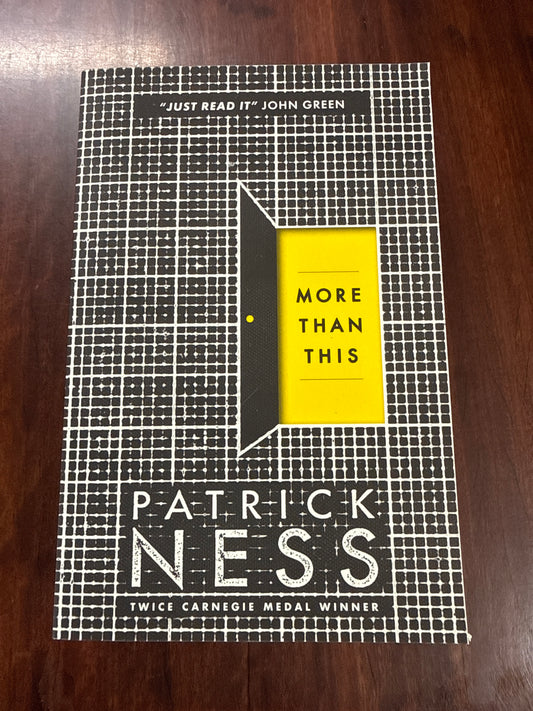 "JUST READ IT" JOHN GREEN
MORE
THAN
THIS
PATRICK
NESS
TWICE CARNEGIE MEDAL WINNER